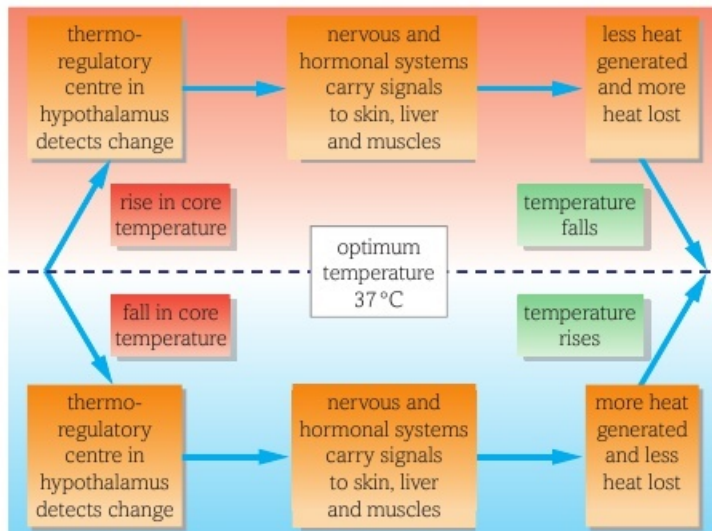 thermo-
regulatory
centre in
hypothalamus
detects change
nervous and
hormonal systems
carry signals
to skin, liver
and muscles
less heat
generated
and more
heat lost
rise in core
temperature
temperature
falls
optimum
temperature
37 °C
fall in core
temperature
temperature
rises
thermo-
regulatory
centre in
hypothalamus
detects change
nervous and
hormonal systems
carry signals
to skin, liver
and muscles
more heat
generated
and less
heat lost